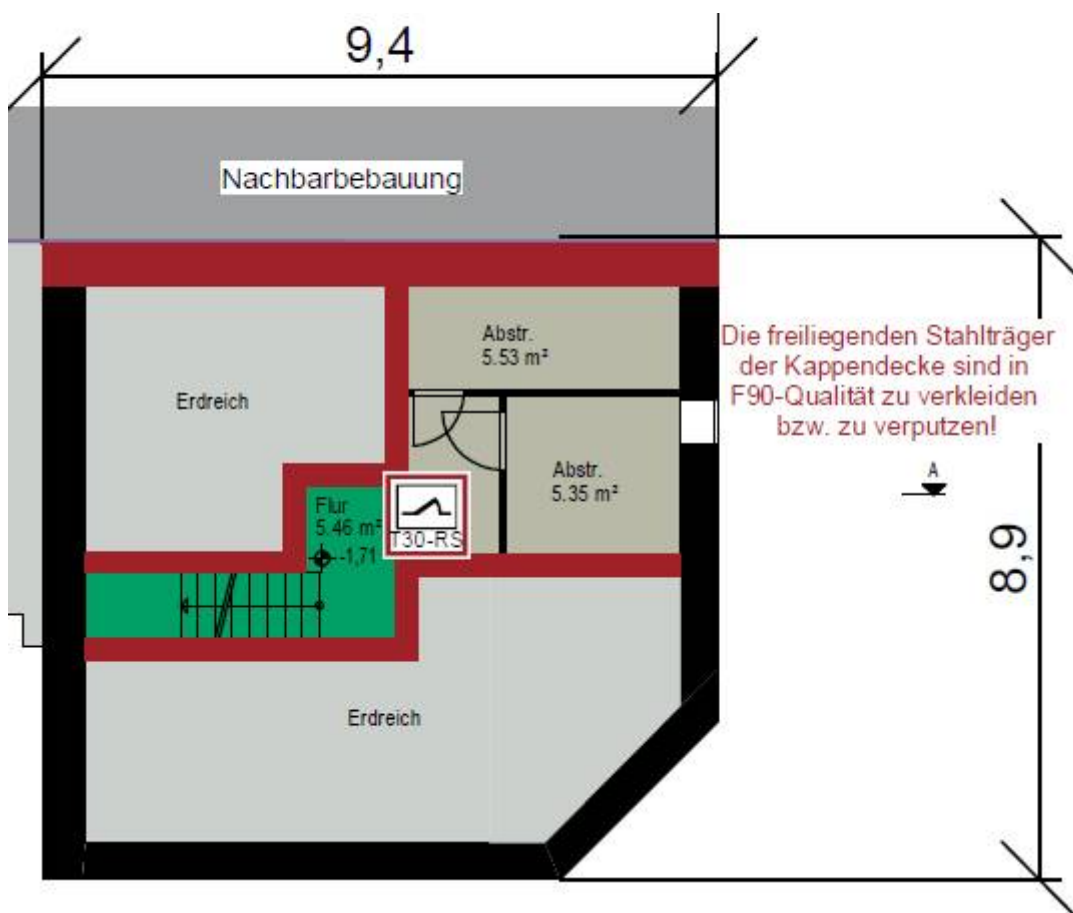 9,4
Nachbarbebauung
Die freiliegenden Stahlträger
der Kappendecke sind in
F90-Qualität zu verkleiden
bzw. zu verputzen!
Abstr.
5.53 m²
Erdreich
Abstr.
5.35 m²
A
Flur
5.46 m²
-1,71
T30-RS
8,9
Erdreich